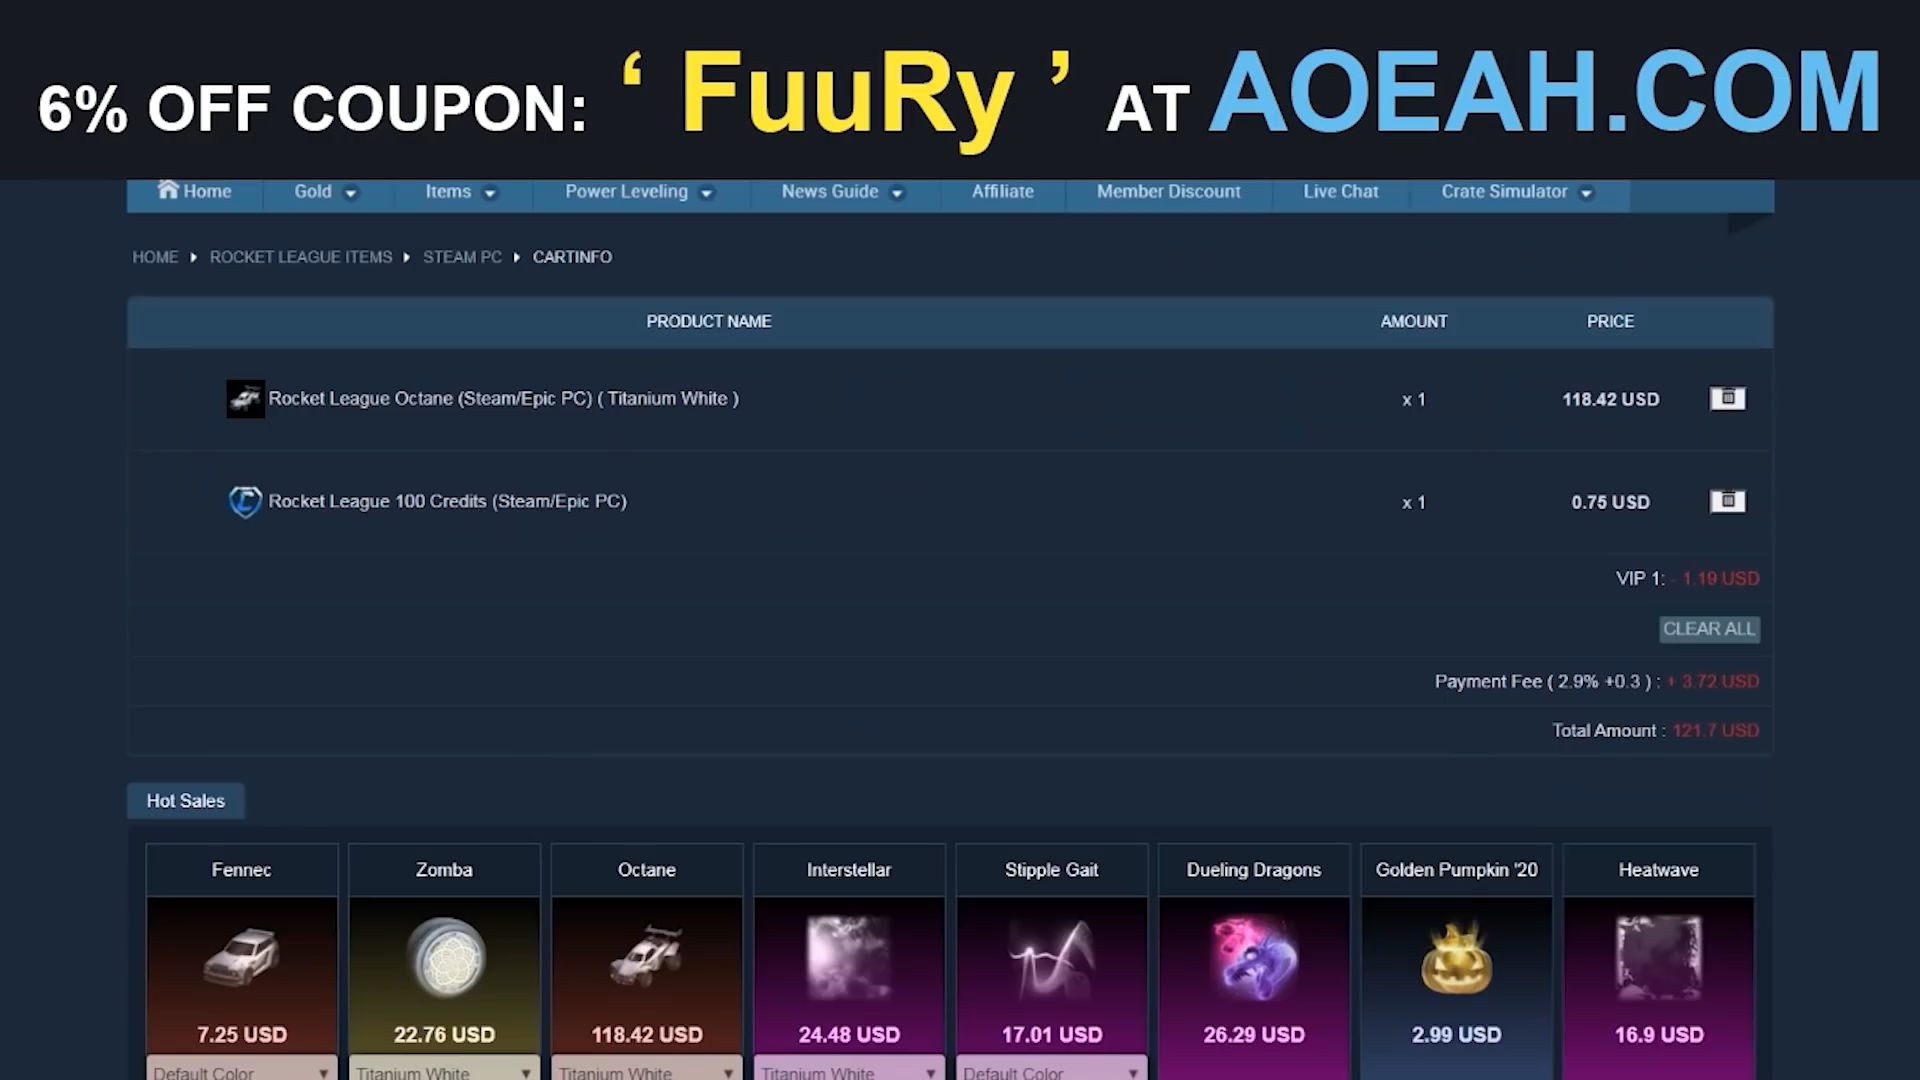 6% OFF COUPON: ‘ FuuRy ’ AT AOEAH.COM
Home Gold Items Power Leveling News Guide Affiliate Member Discount Live Chat Crate Simulator
HOME ROCKET LEAGUE ITEMS STEAM PC CARTINFO
PRODUCT NAME AMOUNT PRICE
Rocket League Octane (Steam/Epic PC) ( Titanium White ) x 1 118.42 USD
Rocket League 100 Credits (Steam/Epic PC) x 1 0.75 USD
VIP 1: - 1.19 USD
CLEAR ALL
Payment Fee ( 2.9% +0.3 ) : + 3.72 USD
Total Amount : 121.7 USD
Hot Sales
Fennec Zomba Octane Interstellar Stipple Gait Dueling Dragons Golden Pumpkin '20 Heatwave
7.25 USD 22.76 USD 118.42 USD 24.48 USD 17.01 USD 26.29 USD 2.99 USD 16.9 USD
Default Color Titanium White Titanium White Titanium White Default Color